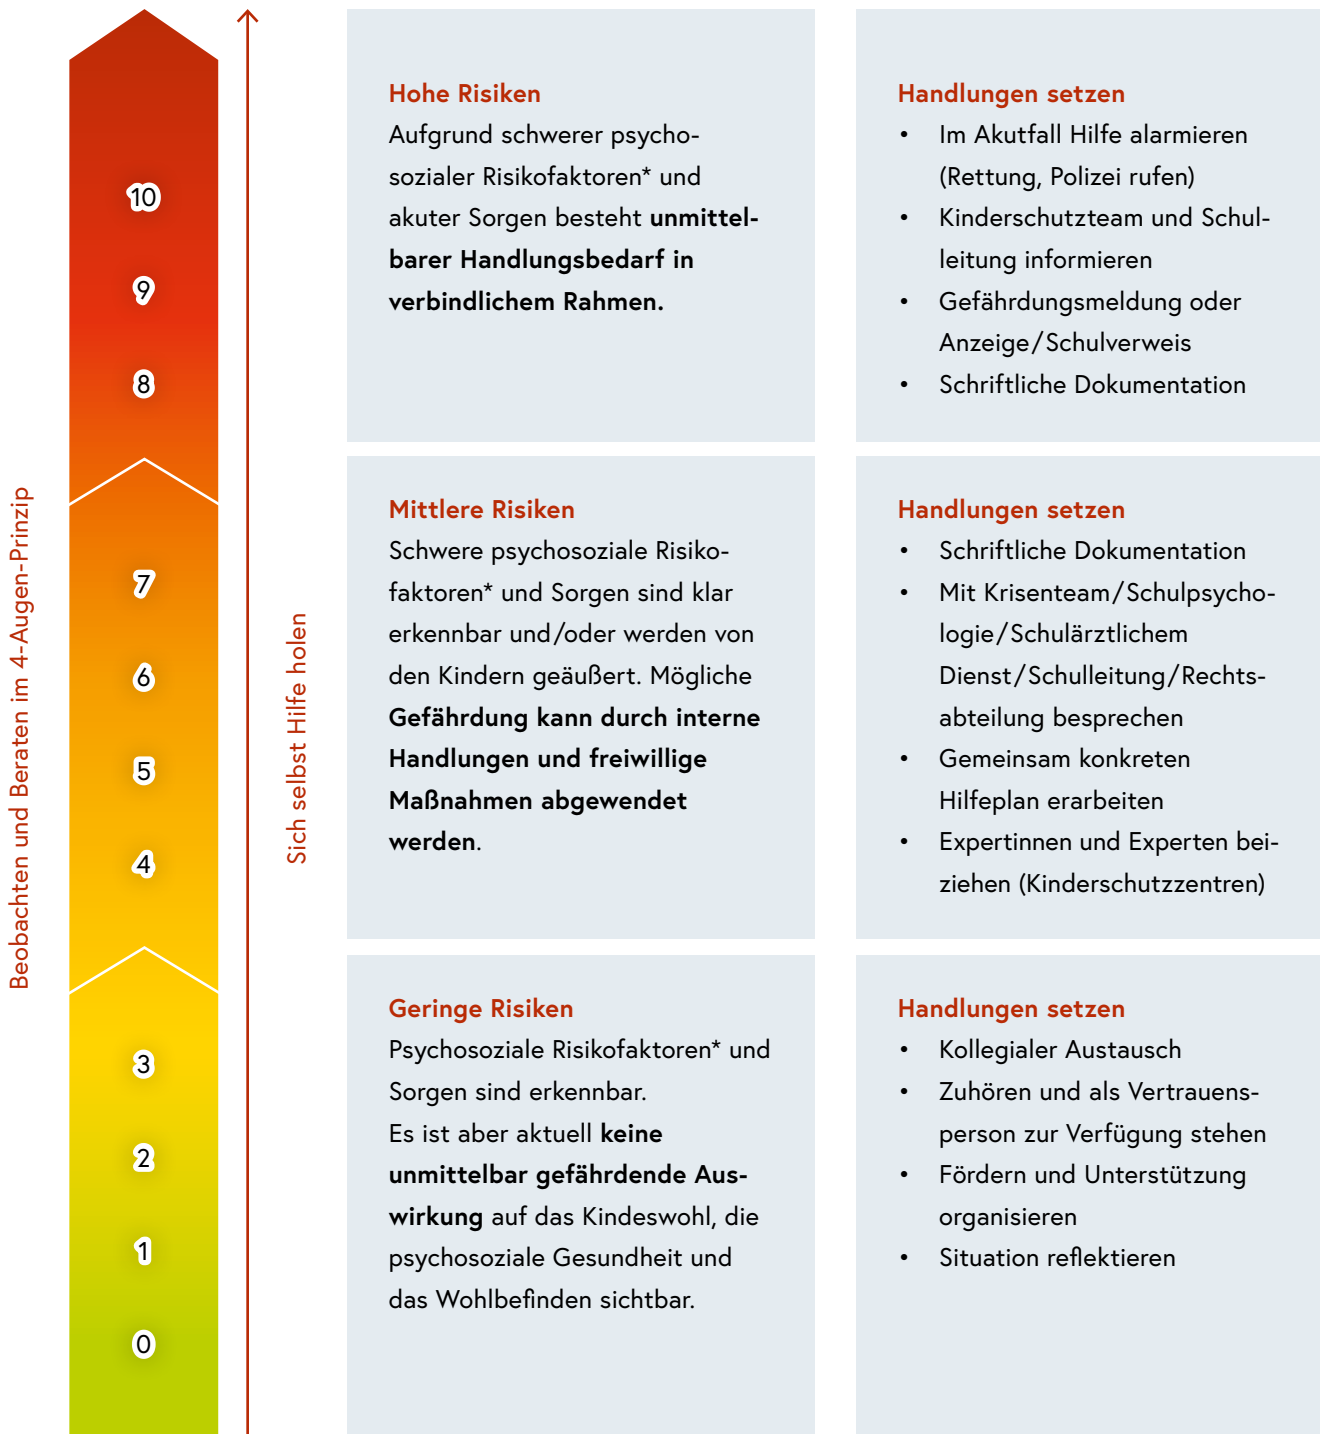 Beobachten und Beraten im 4-Augen-Prinzip
10
9
8
7
6
5
4
3
2
1
0
Sich selbst Hilfe holen
Hohe Risiken
Aufgrund schwerer psycho-
sozialer Risikofaktoren* und
akuter Sorgen besteht unmittel-
barer Handlungsbedarf in
verbindlichem Rahmen.
Handlungen setzen
• Im Akutfall Hilfe alarmieren
(Rettung, Polizei rufen)
• Kinderschutzteam und Schul-
leitung informieren
• Gefährdungsmeldung oder
Anzeige/Schulverweis
• Schriftliche Dokumentation
Mittlere Risiken
Schwere psychosoziale Risiko-
faktoren* und Sorgen sind klar
erkennbar und/oder werden von
den Kindern geäußert. Mögliche
Gefährdung kann durch interne
Handlungen und freiwillige
Maßnahmen abgewendet
werden.
Handlungen setzen
• Schriftliche Dokumentation
• Mit Krisenteam/Schulpsycho-
logie/Schulärztlichem
Dienst/Schulleitung/Rechts-
abteilung besprechen
• Gemeinsam konkreten
Hilfeplan erarbeiten
• Expertinnen und Experten bei-
ziehen (Kinderschutzzentren)
Geringe Risiken
Psychosoziale Risikofaktoren* und
Sorgen sind erkennbar.
Es ist aber aktuell keine
unmittelbar gefährdende Aus-
wirkung auf das Kindeswohl, die
psychosoziale Gesundheit und
das Wohlbefinden sichtbar.
Handlungen setzen
• Kollegialer Austausch
• Zuhören und als Vertrauens-
person zur Verfügung stehen
• Fördern und Unterstützung
organisieren
• Situation reflektieren